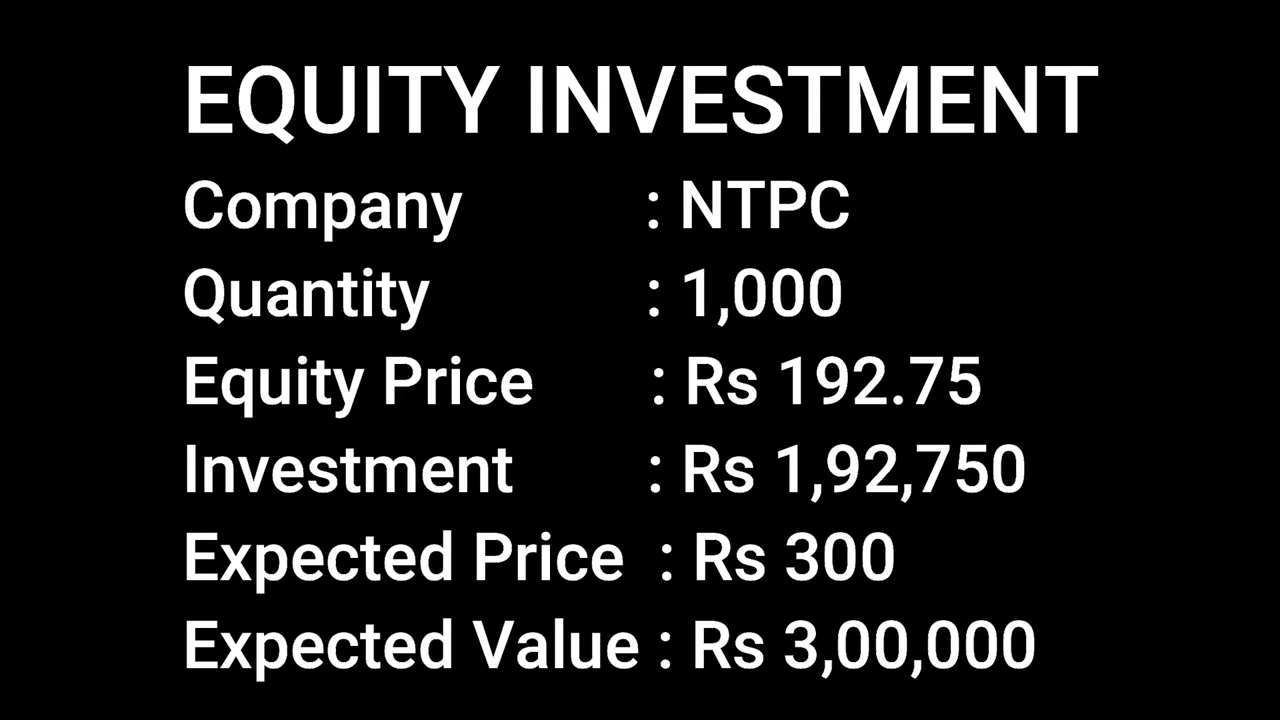 EQUITY INVESTMENT
Company : NTPC
Quantity : 1,000
Equity Price : Rs 192.75
Investment : Rs 1,92,750
Expected Price : Rs 300
Expected Value : Rs 3,00,000